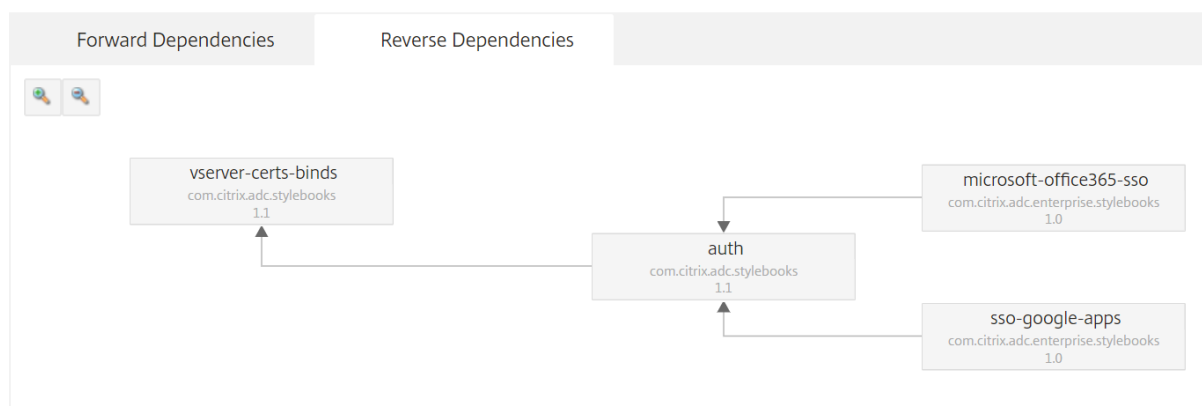 Forward Dependencies
Reverse Dependencies
vserver-certs-binds
com.citrix.adc.stylebooks
1.1
auth
com.citrix.adc.stylebooks
1.1
microsoft-office365-sso
com.citrix.adc.enterprise.stylebooks
1.0
sso-google-apps
com.citrix.adc.enterprise.stylebooks
1.0